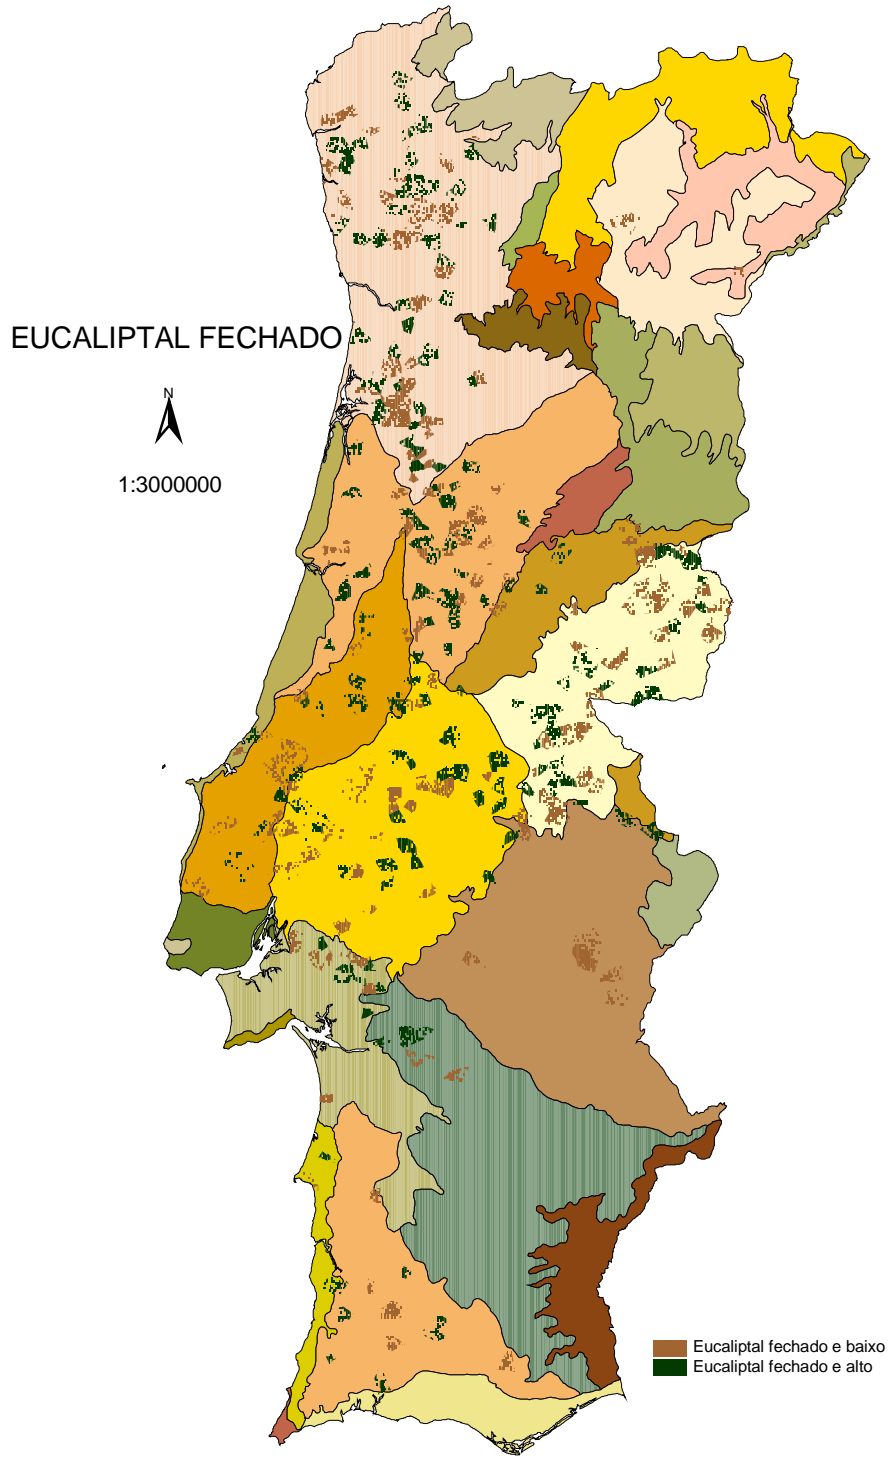 EUCALIPTAL FECHADO
N
1:3000000
Eucaliptal fechado e baixo
Eucaliptal fechado e alto